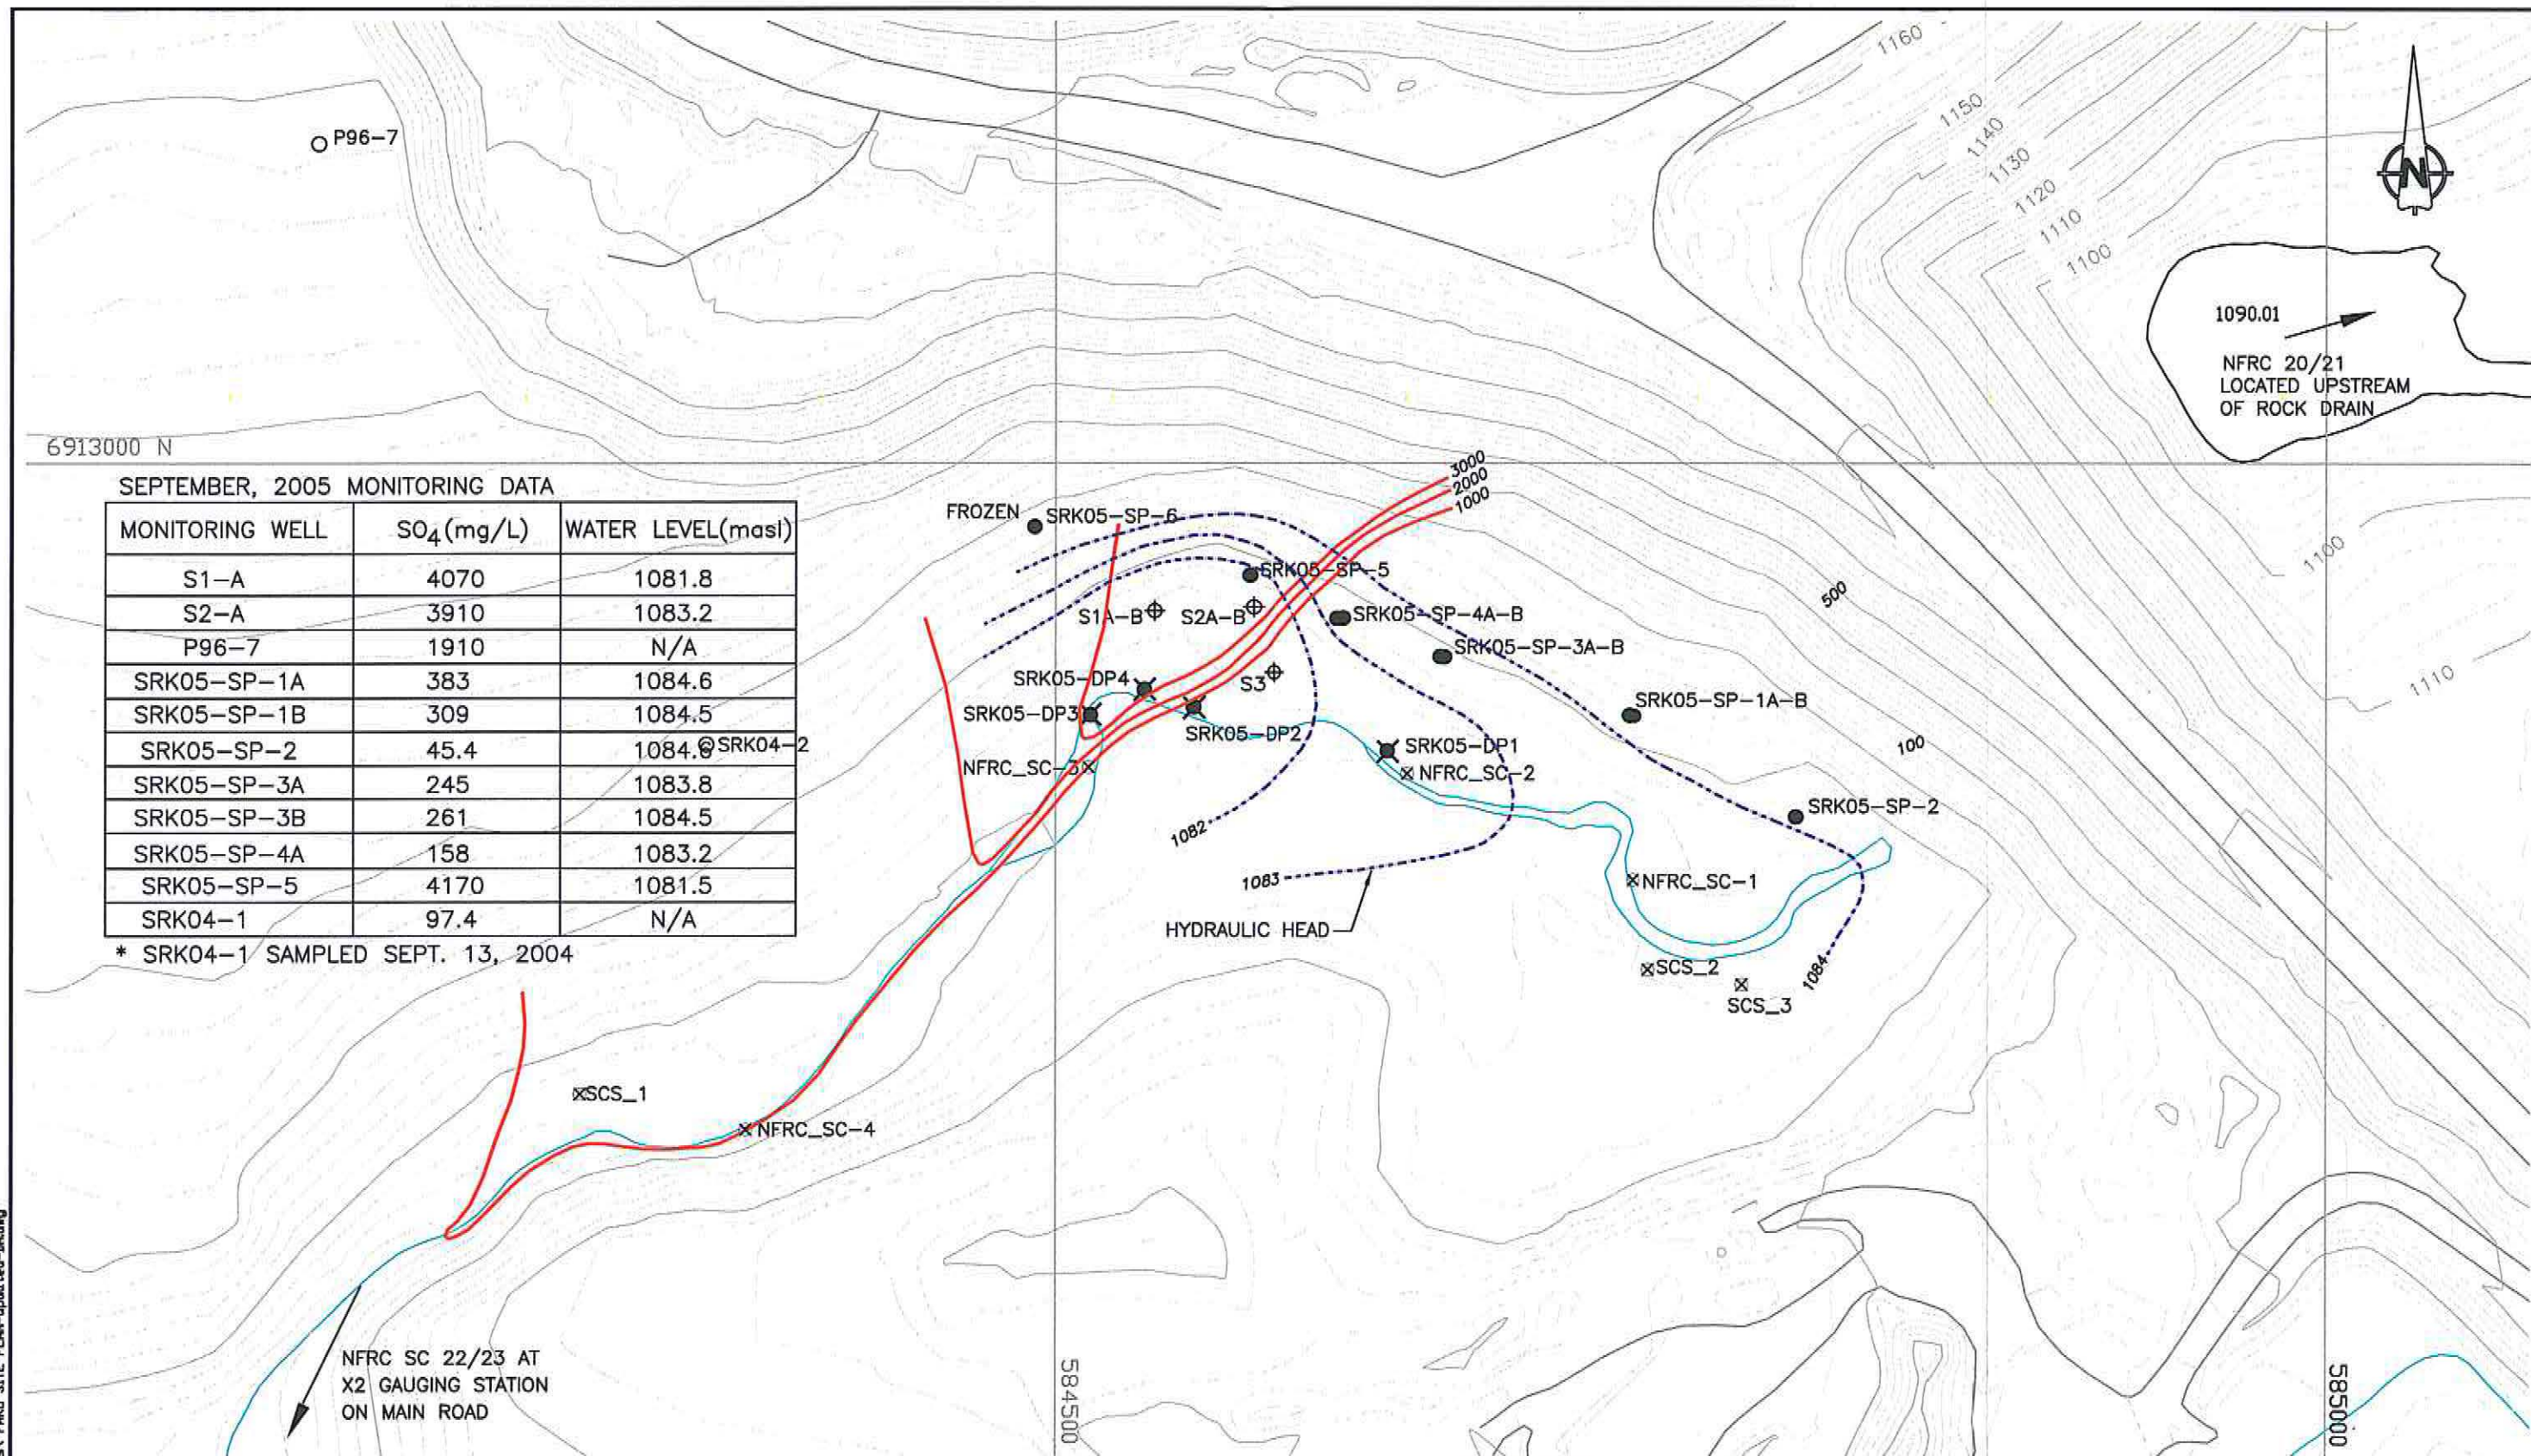 1160
1150
1140
1130
1120
1110
1100
P96-7
N
1090.01
NFRC 20/21
LOCATED UPSTREAM
OF ROCK DRAIN
6913000 N
SEPTEMBER, 2005 MONITORING DATA
MONITORING WELL SO4(mg/L) WATER LEVEL(masl)
S1-A 4070 1081.8
S2-A 3910 1083.2
P96-7 1910 N/A
SRK05-SP-1A 383 1084.6
SRK05-SP-1B 309 1084.5
SRK05-SP-2 45.4 1084.6
SRK05-SP-3A 245 1083.8
SRK05-SP-3B 261 1084.5
SRK05-SP-4A 158 1083.2
SRK05-SP-5 4170 1081.5
SRK04-1 97.4 N/A
* SRK04-1 SAMPLED SEPT. 13, 2004
SRK04-2
3000
2000
1000
FROZEN
SRK05-SP-6
SRK05-SP-5
S1A-B
S2A-B
SRK05-SP-4A-B
SRK05-SP-3A-B
500
1100
SRK05-DP4
S3
1110
SRK05-DP3
SRK05-DP2
SRK05-SP-1A-B
100
SRK05-DP1
NFRC_SC-3
NFRC_SC-2
SRK05-SP-2
1082
1083
NFRC_SC-1
HYDRAULIC HEAD
SCS_2
1084
SCS_3
SCS_1
NFRC_SC-4
NFRC SC 22/23 AT
X2 GAUGING STATION
ON MAIN ROAD
584500
585000